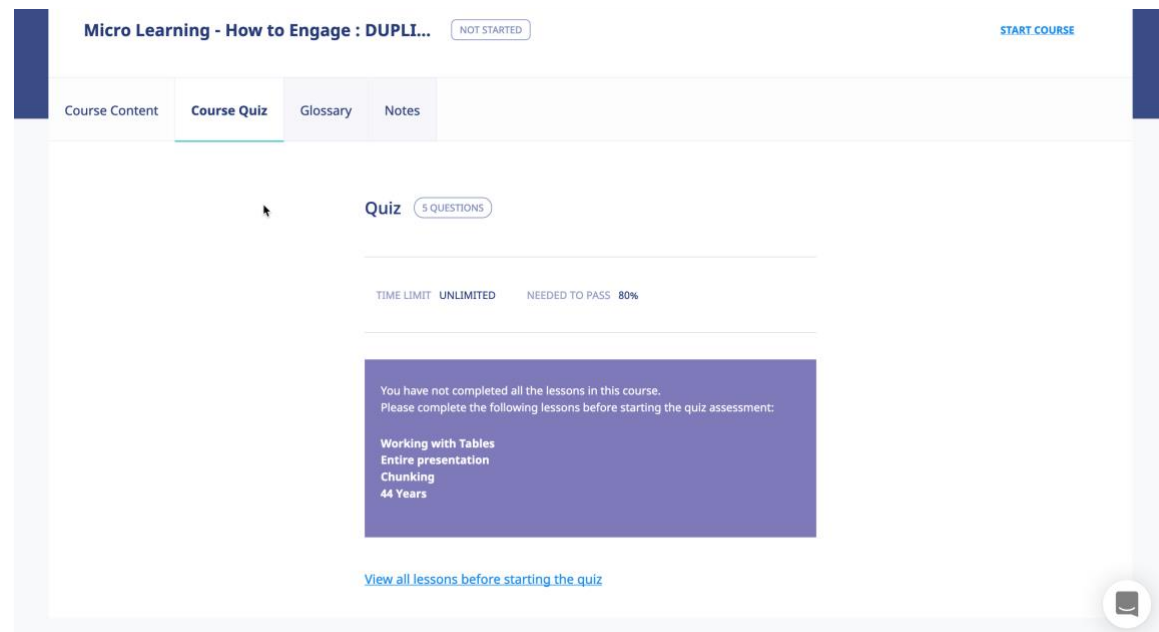 Micro Learning - How to Engage : DUPLI... NOT STARTED START COURSE
Course Content Course Quiz Glossary Notes
Quiz 5 QUESTIONS
TIME LIMIT UNLIMITED NEEDED TO PASS 80%
You have not completed all the lessons in this course.
Please complete the following lessons before starting the quiz assessment:
Working with Tables
Entire presentation
Chunking
44 Years
View all lessons before starting the quiz